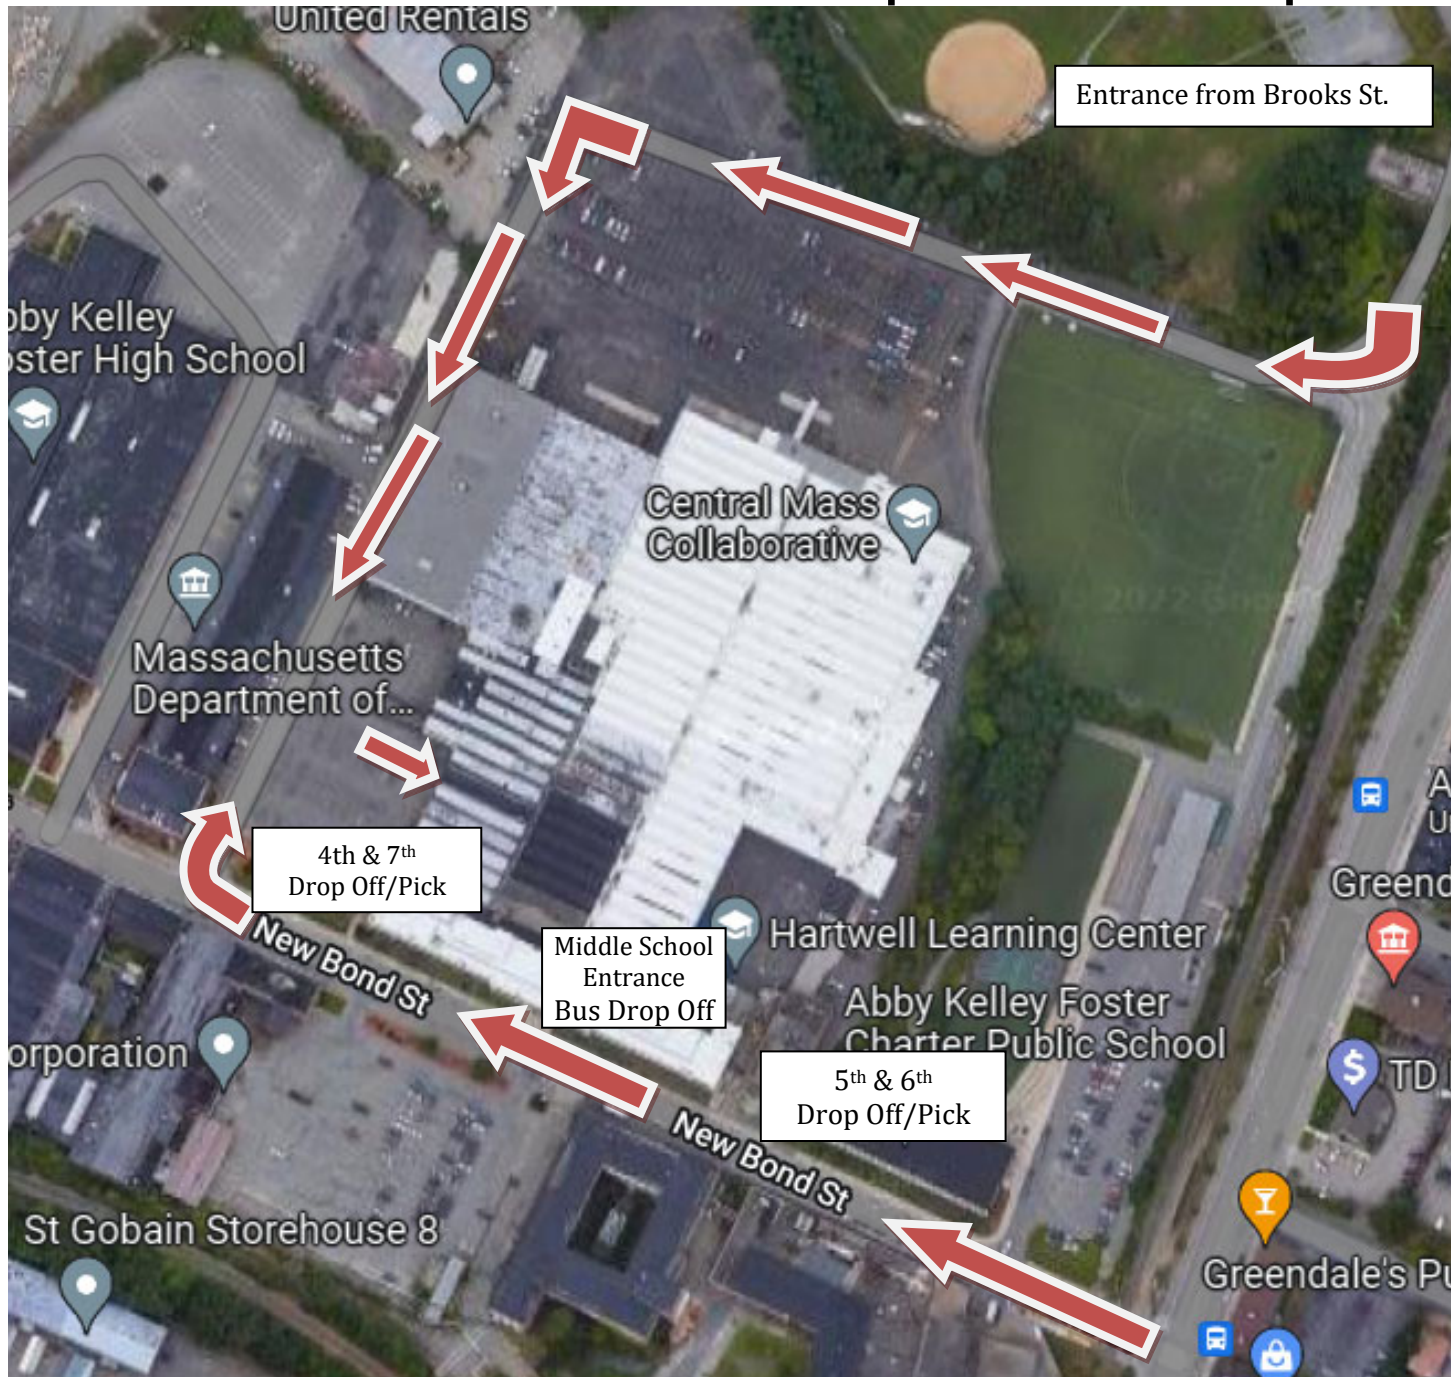 United Rentals
Entrance from Brooks St.
bby Kelley
oster High School
Central Mass
Collaborative
Massachusetts
Department of...
4th & 7th
Drop Off/Pick
New Bond St
Middle School
Entrance
Bus Drop Off
Hartwell Learning Center
Abby Kelley Foster
Charter Public School
5th & 6th
Drop Off/Pick
New Bond St
orporation
St Gobain Storehouse 8
Greend
$
TD
Greendale's Pu